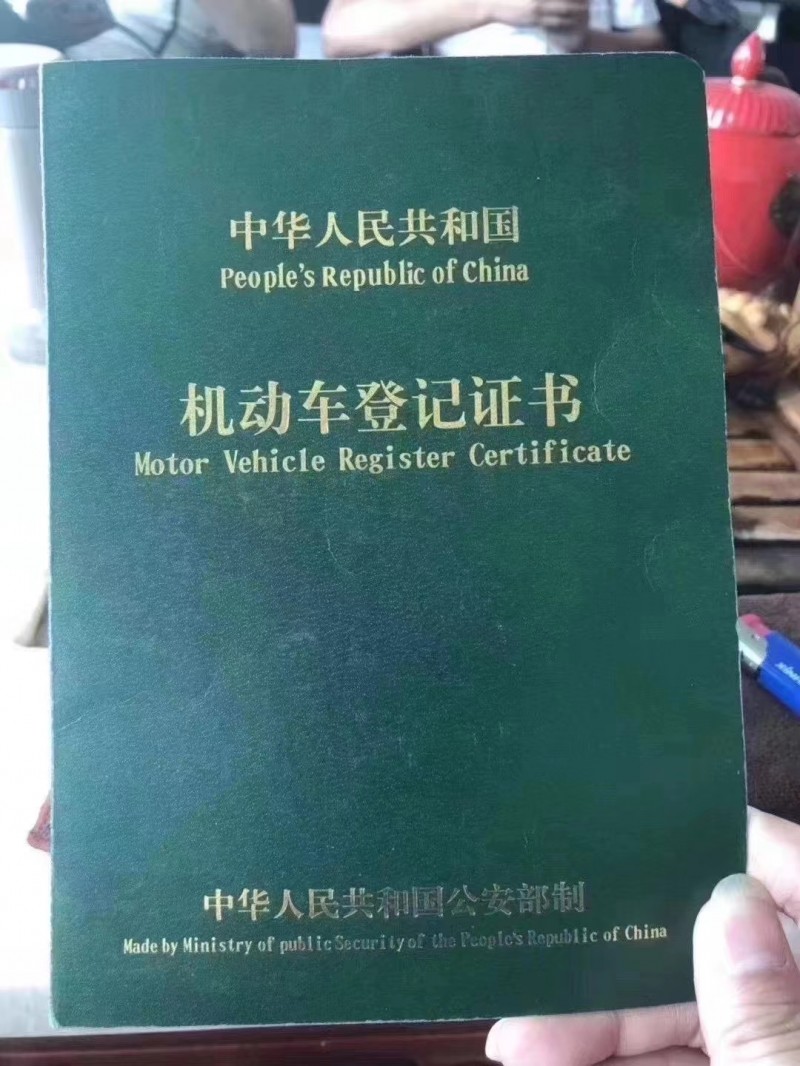 中华人民共和国
People's Republic of China
机动车登记证书
Motor Vehicle Register Certificate
中华人民共和国公安部制
Made by Ministry of public Security of the People's Republic of China